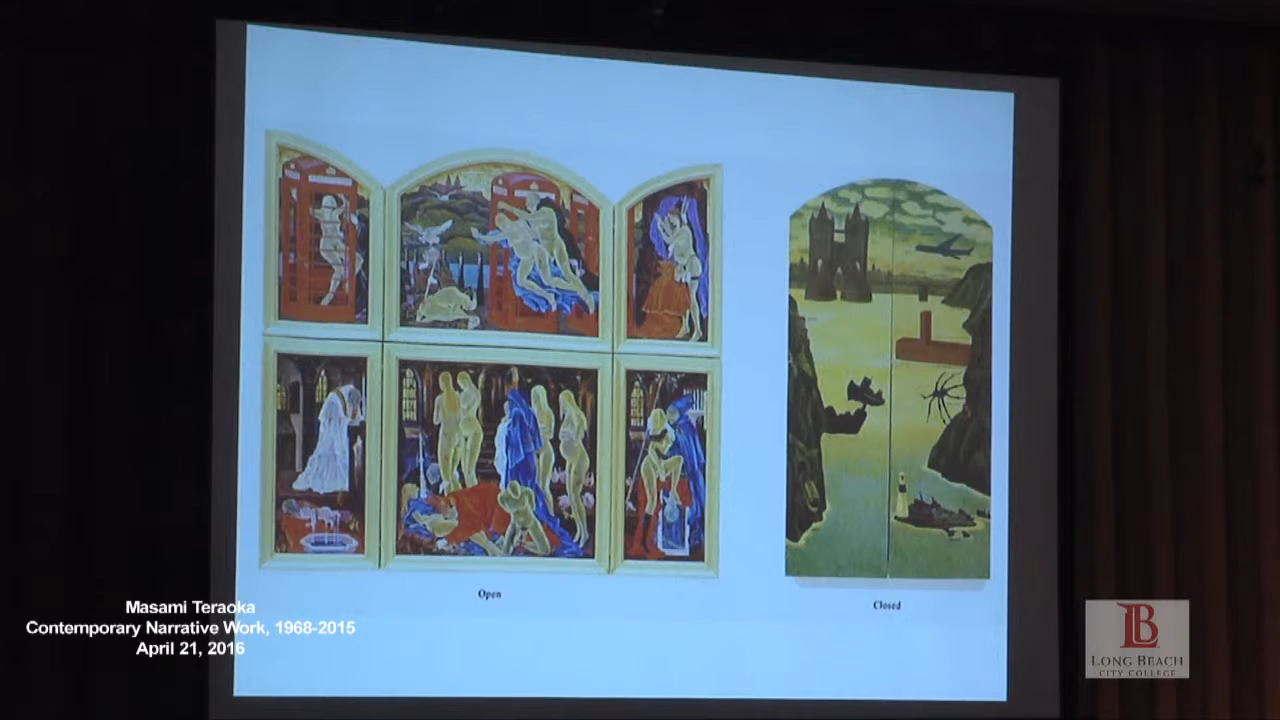 Open
Closed
Masami Teraoka
Contemporary Narrative Work, 1968-2015
April 21, 2016
LB
LONG BEACH
CITY COLLEGE